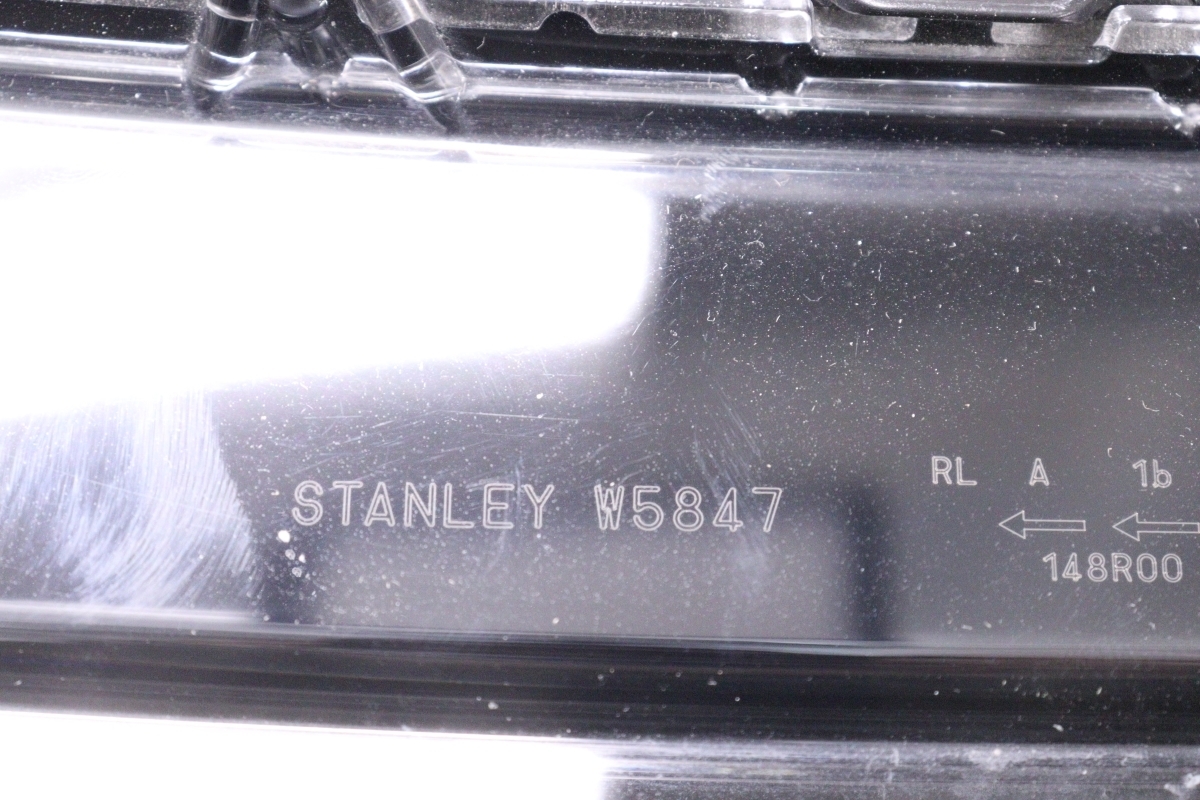 STANLEY W5847
RL A 1b
← ←
148R00